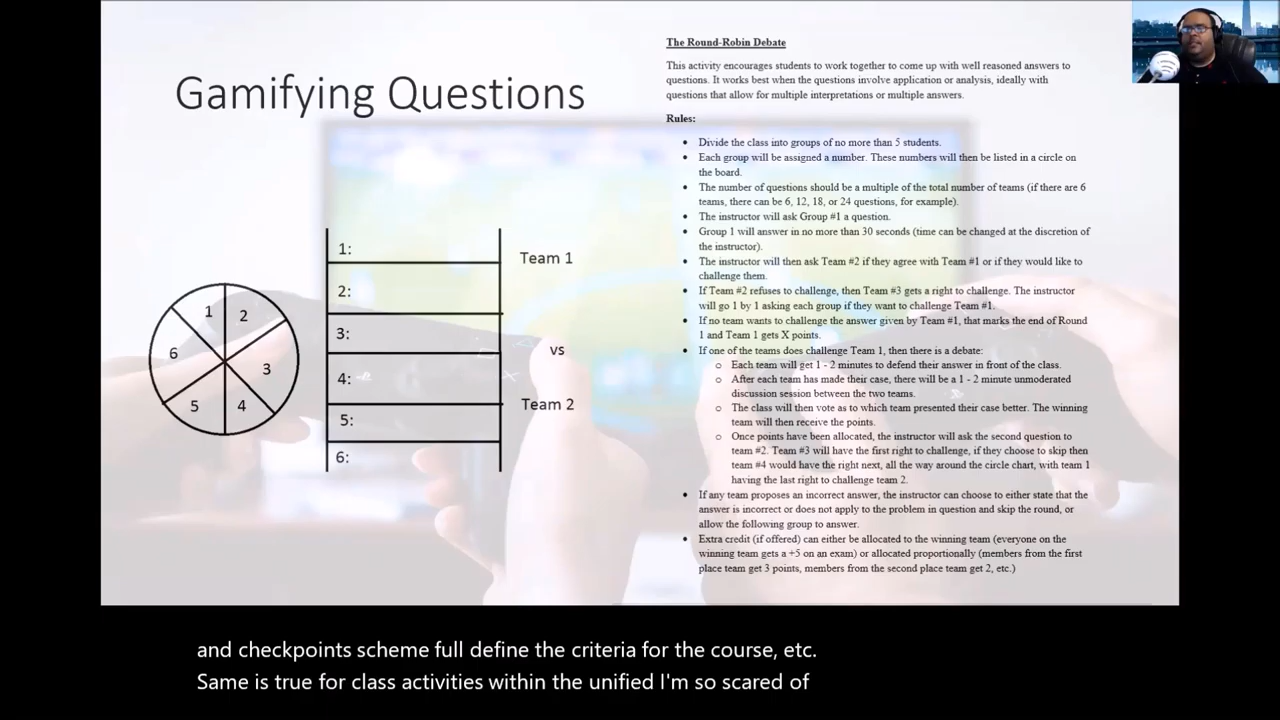 Gamifying Questions
1
2
3
4
5
6
1:
2:
3:
4:
5:
6:
Team 1
vs
Team 2
The Round-Robin Debate
This activity encourages students to work together to come up with well reasoned answers to
questions. It works best when the questions involve application or analysis, ideally with
questions that allow for multiple interpretations or multiple answers.
Rules:
• Divide the class into groups of no more than 5 students.
• Each group will be assigned a number. These numbers will then be listed in a circle on
the board.
• The number of questions should be a multiple of the total number of teams (if there are 6
teams, there can be 6, 12, 18, or 24 questions, for example).
• The instructor will ask Group #1 a question.
• Group 1 will answer in no more than 30 seconds (time can be changed at the discretion of
the instructor).
• The instructor will then ask Team #2 if they agree with Team #1 or if they would like to
challenge them.
• If Team #2 refuses to challenge, then Team #3 gets a right to challenge. The instructor
will go 1 by 1 asking each group if they want to challenge Team #1.
• If no team wants to challenge the answer given by Team #1, that marks the end of Round
1 and Team 1 gets X points.
• If one of the teams does challenge Team 1, then there is a debate:
o Each team will get 1 - 2 minutes to defend their answer in front of the class.
o After each team has made their case, there will be a 1 - 2 minute unmoderated
discussion session between the two teams.
o The class will then vote as to which team presented their case better. The winning
team will then receive the points.
o Once points have been allocated, the instructor will ask the second question to
team #2. Team #3 will have the first right to challenge, if they choose to skip then
team #4 would have the right next, all the way around the circle chart, with team 1
having the last right to challenge team 2.
• If any team proposes an incorrect answer, the instructor can choose to either state that the
answer is incorrect or does not apply to the problem in question and skip the round, or
allow the following group to answer.
• Extra credit (if offered) can either be allocated to the winning team (everyone on the
winning team gets a +5 on an exam) or allocated proportionally (members from the first
place team get 3 points, members from the second place team get 2, etc.)
and checkpoints scheme full define the criteria for the course, etc.
Same is true for class activities within the unified I'm so scared of